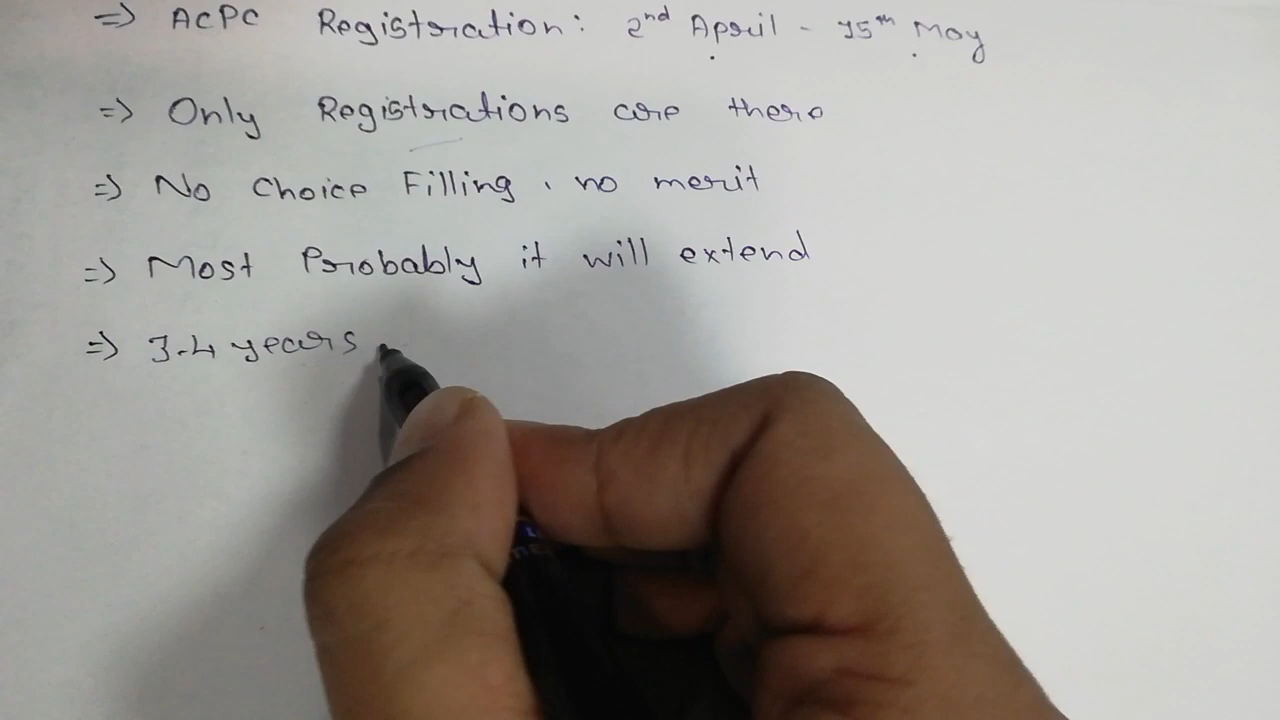 => ACPC Registration: 2nd April - 15th May
=> Only Registrations are there
=> No Choice Filling, no merit
=> Most Probably it will extend
=> 3-4 years